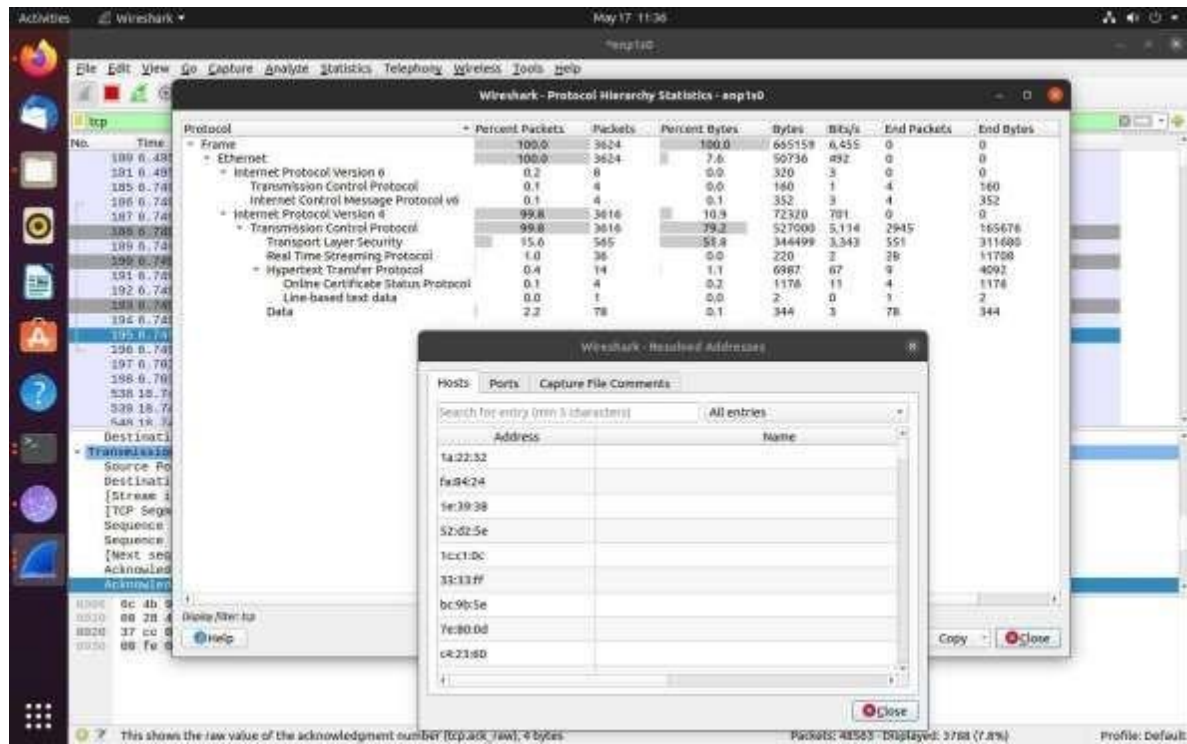 Activities Wireshark May 17 11:36
*enp1s0
File Edit View Go Capture Analyze Statistics Telephony Wireless Tools Help
Wireshark - Protocol Hierarchy Statistics - enp1s0
tcp
No. Time
Protocol Percent Packets Packets Percent Bytes Bytes Bits/s End Packets End Bytes
Frame 100.0 3624 100.0 665159 6,455 0 0
Ethernet 100.0 3624 7.6 50736 492 0 0
Internet Protocol Version 6 0.2 8 0.0 320 3 0 0
Transmission Control Protocol 0.1 4 0.0 160 1 4 160
Internet Control Message Protocol v6 0.1 4 0.1 352 3 4 352
Internet Protocol Version 4 99.8 3616 10.9 72320 701 0 0
Transmission Control Protocol 99.8 3616 79.2 527000 5,114 2945 165676
Transport Layer Security 15.6 565 51.8 344499 3,343 551 311680
Real Time Streaming Protocol 1.0 36 0.0 220 2 28 11708
Hypertext Transfer Protocol 0.4 14 1.1 6987 67 9 4092
Online Certificate Status Protocol 0.1 4 0.2 1176 11 4 1176
Line-based text data 0.0 1 0.0 2 0 1 2
Data 2.2 78 0.1 344 3 78 344
Wireshark - Resolved Addresses
Hosts Ports Capture File Comments
Search for entry (min 3 characters) All entries
Address Name
1a:22:32
fa:84:24
5e:39:38
52:d2:5e
1c:c1:0c
33:33:ff
bc:9b:5e
7e:80:0d
c4:23:60
Close
Destinati
Transmissio
Source Po
Destinati
[Stream i
[TCP Segm
Sequence
Sequence
[Next seq
Acknowled
Acknowled
Display filter: tcp
Help Copy Close
This shows the raw value of the acknowledgment number (tcp.ack_raw), 4 bytes Packets: 48563 · Displayed: 3788 (7.8%) Profile: Default